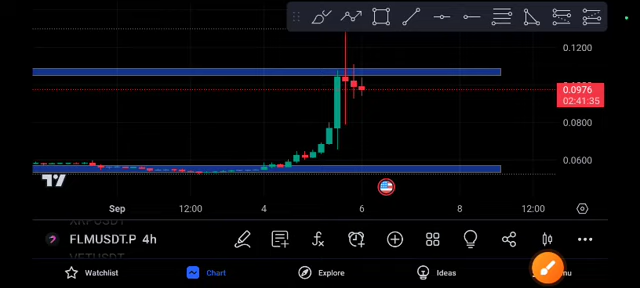 0.1200
0.0976
02:41:35
0.0800
0.0600
Sep
12:00
4
6
8
12:00
XRPUSDT
FLMUSDT.P 4h
Watchlist
Chart
Explore
Ideas